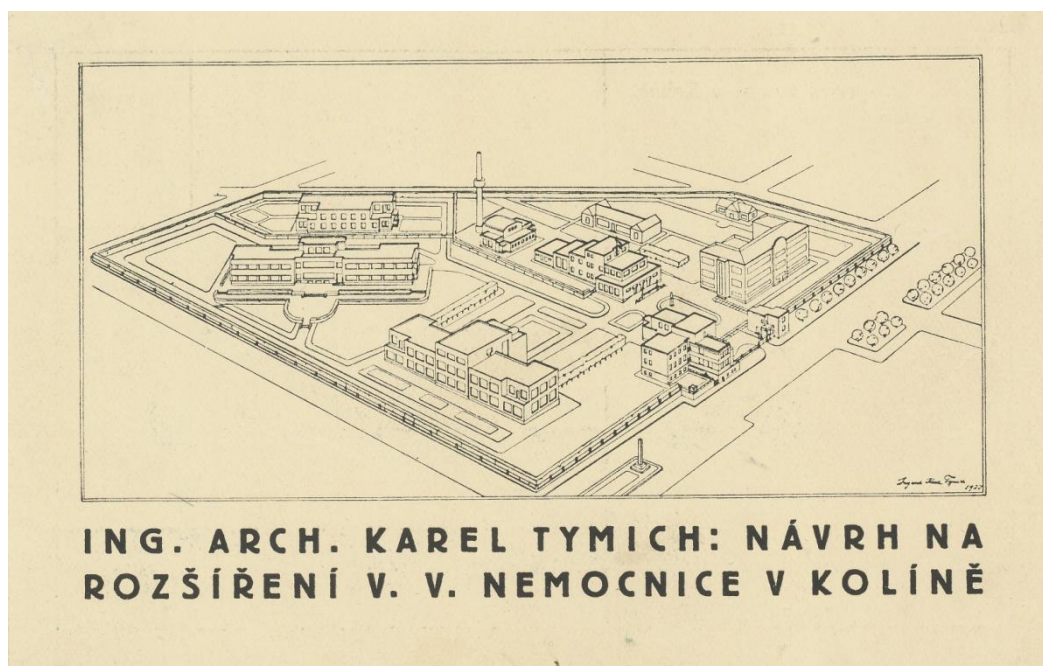 ING. ARCH. KAREL TYMICH: NÁVRH NA
ROZŠÍŘENÍ V. V. NEMOCNICE V KOLÍNĚ